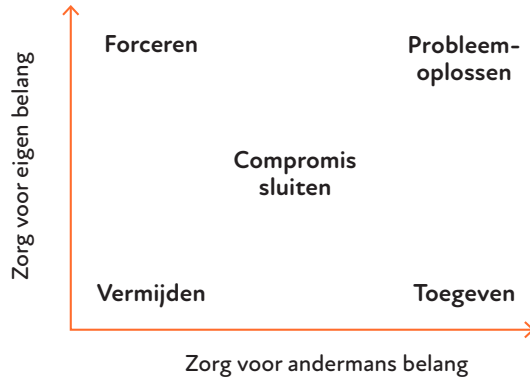 Forceren
Probleem-
oplossen
Zorg voor eigen belang
Compromis
sluiten
Vermijden
Toegeven
Zorg voor andermans belang